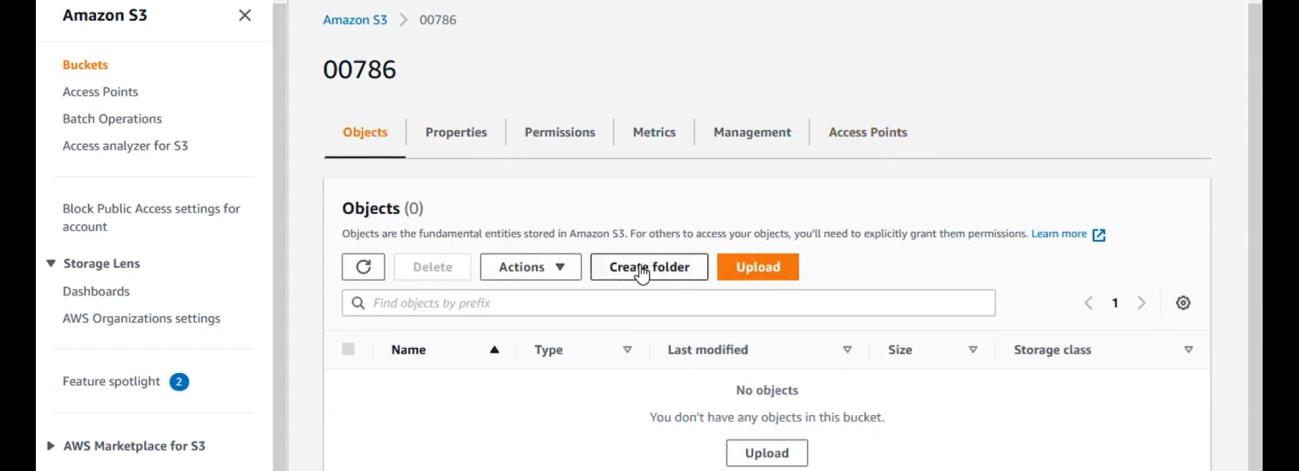 Amazon S3
Buckets
Access Points
Batch Operations
Access analyzer for S3
Block Public Access settings for
account
Storage Lens
Dashboards
AWS Organizations settings
Feature spotlight 2
AWS Marketplace for S3
Amazon S3 > 00786
00786
Objects Properties Permissions Metrics Management Access Points
Objects (0)
Objects are the fundamental entities stored in Amazon S3. For others to access your objects, you'll need to explicitly grant them permissions. Learn more
Delete Actions Create folder Upload
Find objects by prefix 1
Name Type Last modified Size Storage class
No objects
You don't have any objects in this bucket.
Upload